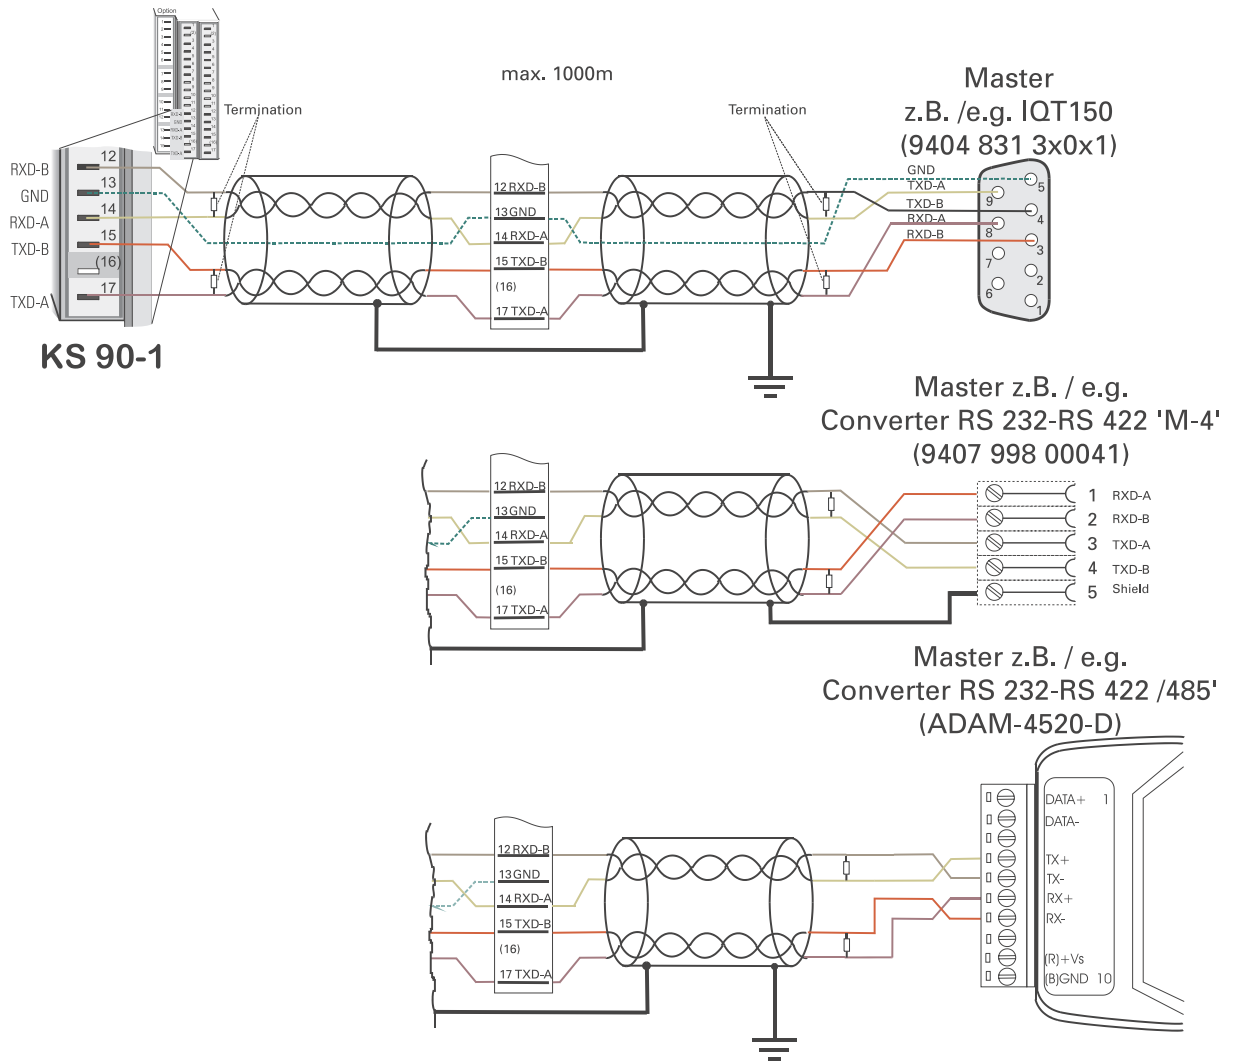 Option
max. 1000m
Termination
Termination
Master
z.B. /e.g. IQT150
(9404 831 3x0x1)
RXD-B
GND
RXD-A
TXD-B
TXD-A
12
13
14
15
(16)
17
KS 90-1
12 RXD-B
13 GND
14 RXD-A
15 TXD-B
(16)
17 TXD-A
GND
TXD-A
TXD-B
RXD-A
RXD-B
5
9
4
8
3
7
2
6
1
Master z.B. / e.g.
Converter RS 232-RS 422 'M-4'
(9407 998 00041)
12 RXD-B
13GND
14 RXD-A
15 TXD-B
(16)
17 TXD-A
1 RXD-A
2 RXD-B
3 TXD-A
4 TXD-B
5 Shield
Master z.B. / e.g.
Converter RS 232-RS 422 /485'
(ADAM-4520-D)
12 RXD-B
13GND
14 RXD-A
15 TXD-B
(16)
17 TXD-A
DATA+ 1
DATA-
TX+
TX-
RX+
RX-
(R)+Vs
(B)GND 10